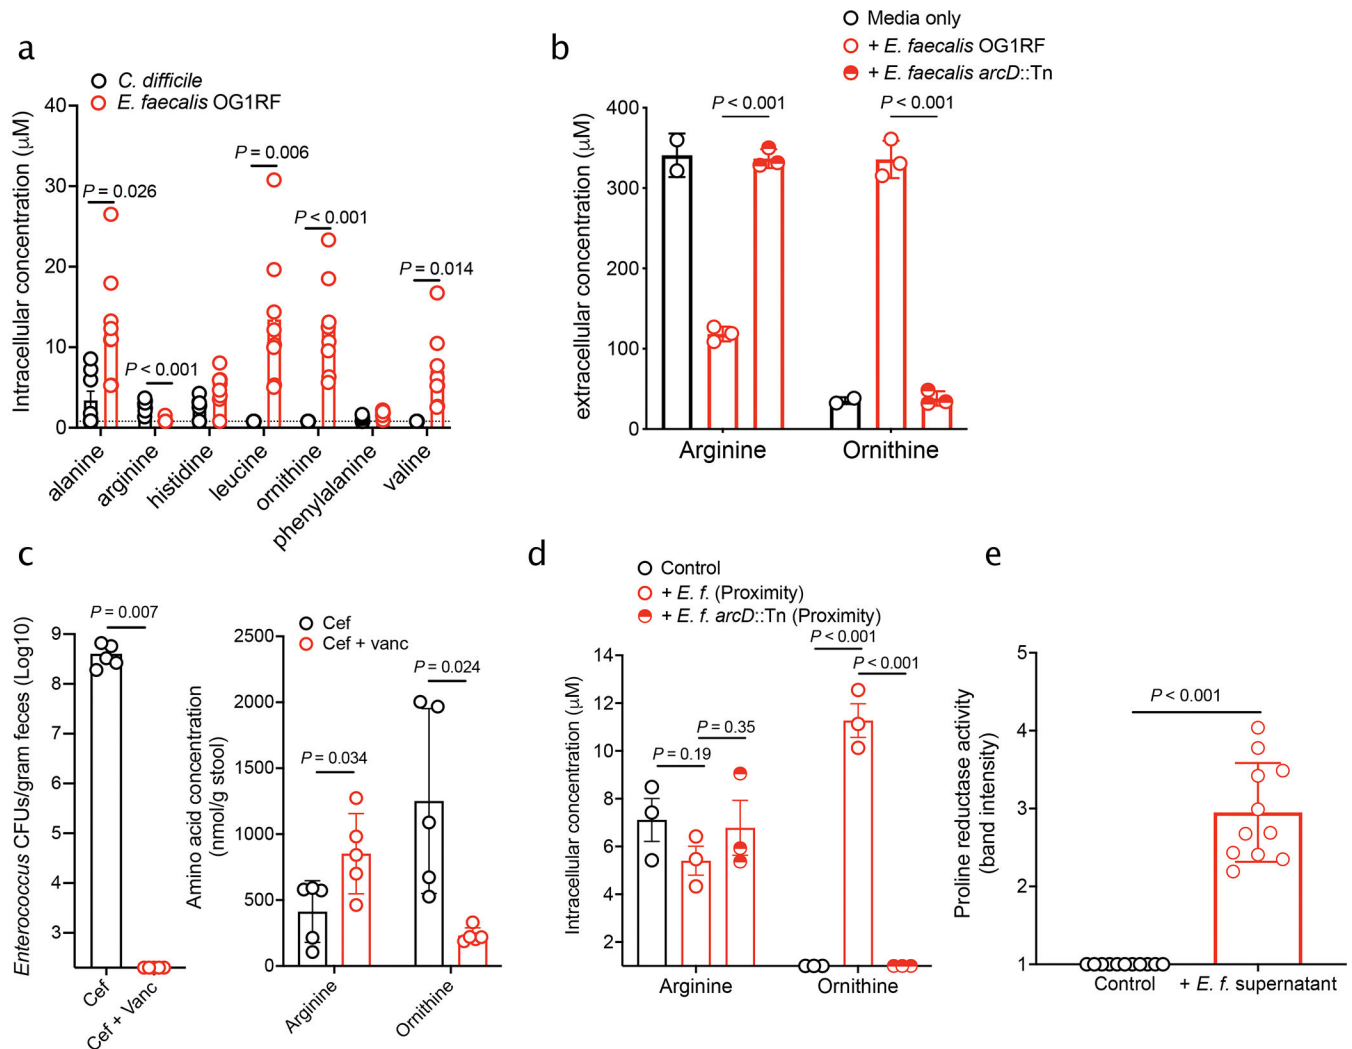 a
C. difficile
E. faecalis OG1RF
Intracellular concentration (μM)
40
30
20
10
0
P = 0.026
P < 0.001
P = 0.006
P < 0.001
P = 0.014
alanine
arginine
histidine
leucine
ornithine
phenylalanine
valine
b
Media only
+ E. faecalis OG1RF
+ E. faecalis arcD::Tn
extracellular concentration (μM)
400
300
200
100
0
P < 0.001
P < 0.001
Arginine
Ornithine
c
Enterococcus CFUs/gram feces (Log10)
9
8
7
6
5
4
3
P = 0.007
Cef
Cef + Vanc
Cef
Cef + vanc
Amino acid concentration
(nmol/g stool)
2500
2000
1500
1000
500
0
P = 0.034
P = 0.024
Arginine
Ornithine
d
Control
+ E. f. (Proximity)
+ E. f. arcD::Tn (Proximity)
Intracellular concentration (μM)
14
12
10
8
6
4
2
P = 0.19
P = 0.35
P < 0.001
P < 0.001
Arginine
Ornithine
e
Proline reductase activity
(band intensity)
5
4
3
2
1
P < 0.001
Control
+ E. f. supernatant